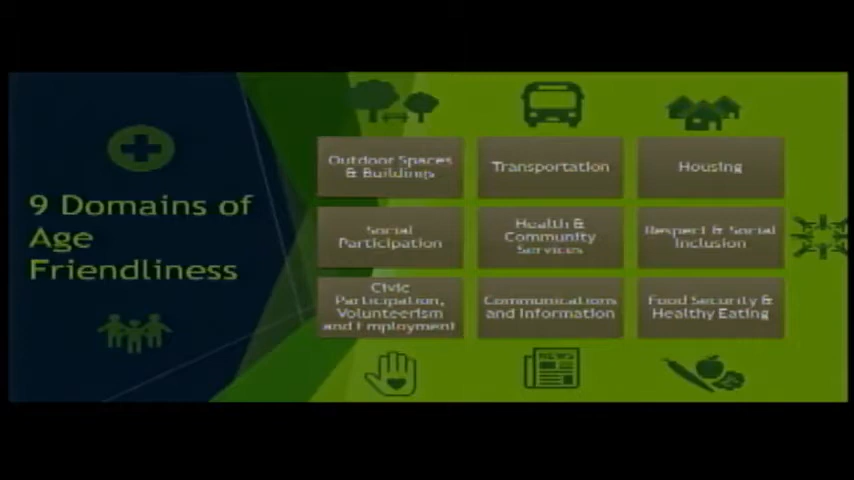 9 Domains of
Age
Friendliness
Outdoor Spaces
& Buildings
Transportation
Housing
Social
Participation
Health &
Community
Services
Respect & Social
Inclusion
Civic
Participation,
Volunteerism
and Employment
Communications
and Information
Food Security &
Healthy Eating
NEWS